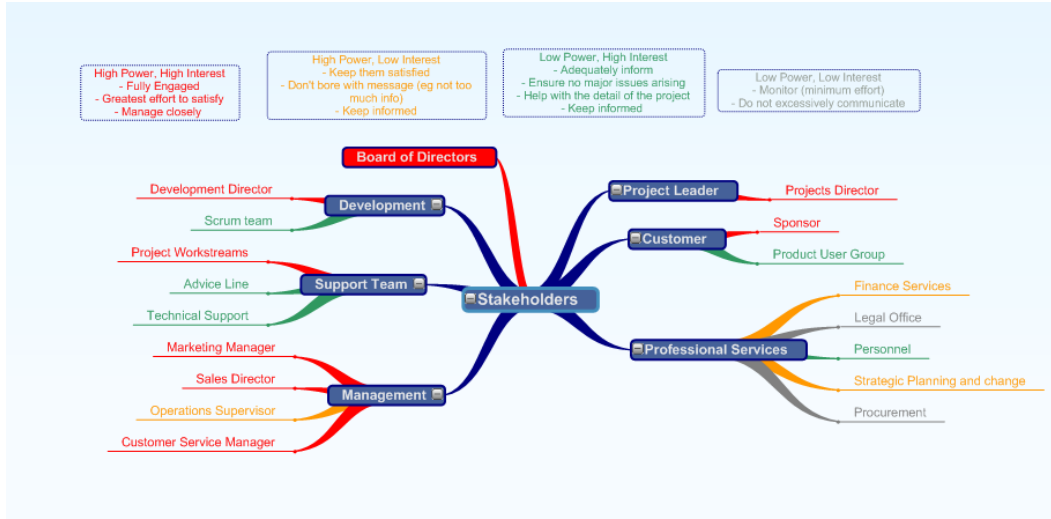 High Power, High Interest
- Fully Engaged
- Greatest effort to satisfy
- Manage closely
High Power, Low Interest
- Keep them satisfied
- Don't bore with message (eg not too
much info)
- Keep informed
Low Power, High Interest
- Adequately inform
- Ensure no major issues arising
- Help with the detail of the project
- Keep informed
Low Power, Low Interest
- Monitor (minimum effort)
- Do not excessively communicate
Board of Directors
Development Director
Development
Scrum team
Project Workstreams
Support Team
Advice Line
Technical Support
Marketing Manager
Sales Director
Management
Operations Supervisor
Customer Service Manager
Stakeholders
Project Leader
Projects Director
Customer
Sponsor
Product User Group
Professional Services
Finance Services
Legal Office
Personnel
Strategic Planning and change
Procurement